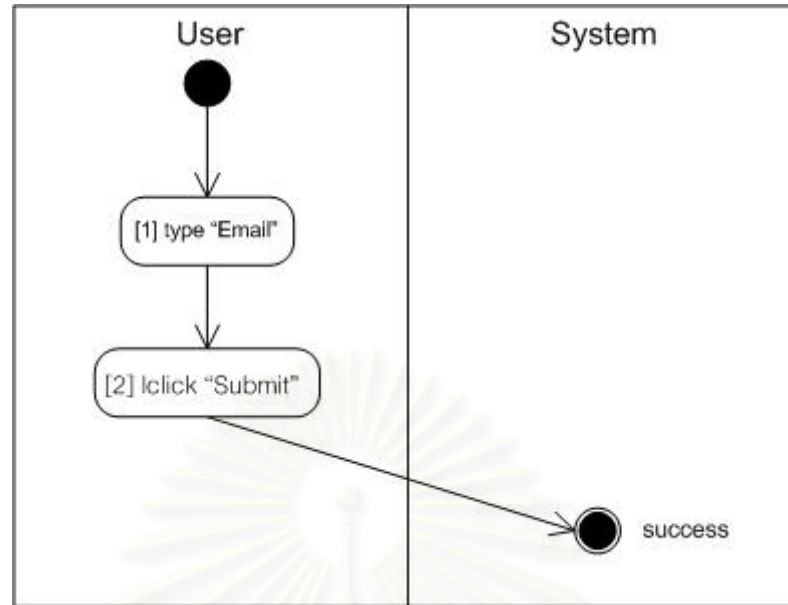 User
System
[1] type “Email”
[2] lclick “Submit”
success